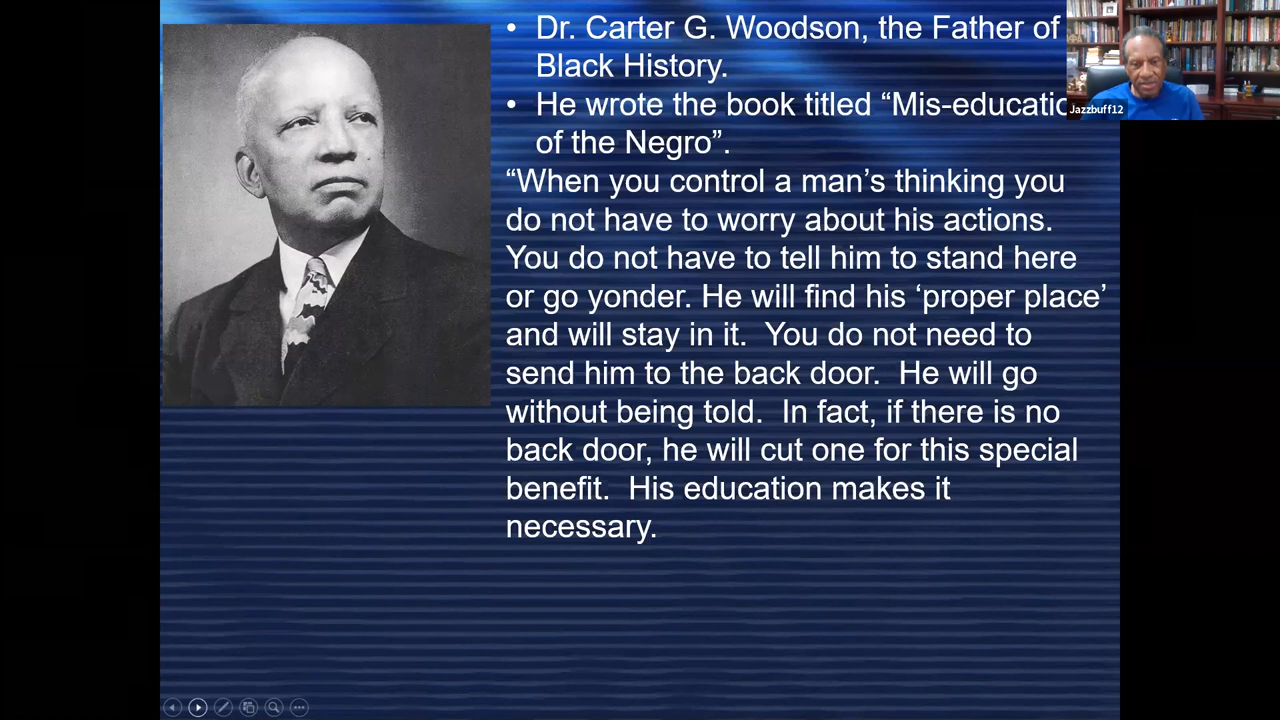 • Dr. Carter G. Woodson, the Father of
Black History.
• He wrote the book titled “Mis-educatio
of the Negro”.
“When you control a man’s thinking you
do not have to worry about his actions.
You do not have to tell him to stand here
or go yonder. He will find his ‘proper place’
and will stay in it.  You do not need to
send him to the back door.  He will go
without being told.  In fact, if there is no
back door, he will cut one for this special
benefit.  His education makes it
necessary.
Jazzbuff12